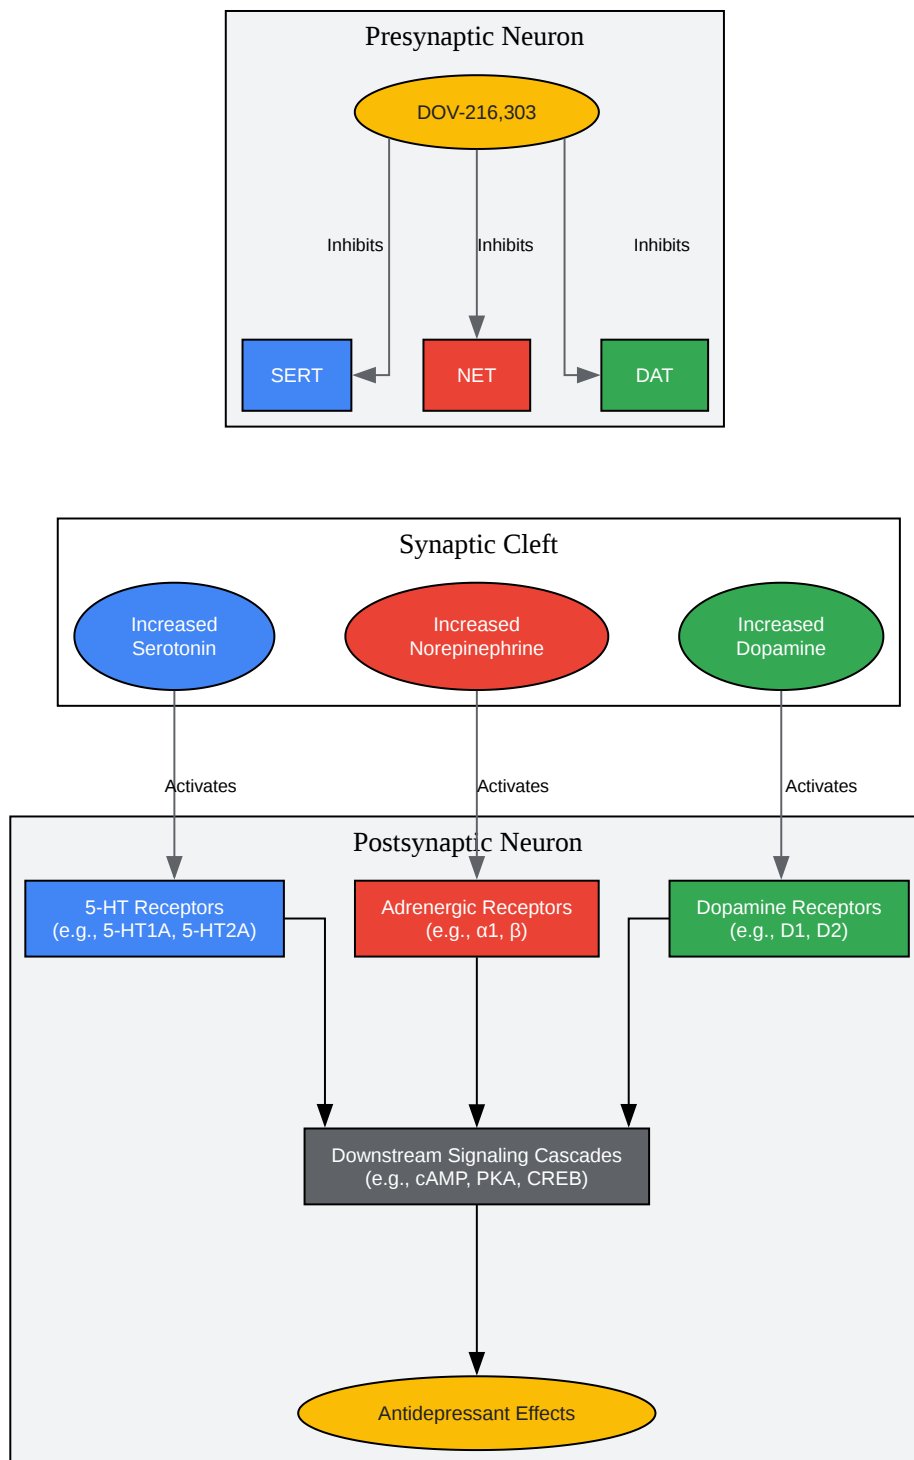 Presynaptic Neuron
DOV-216,303
Inhibits
Inhibits
Inhibits
SERT
NET
DAT
Synaptic Cleft
Increased
Serotonin
Increased
Norepinephrine
Increased
Dopamine
Activates
Activates
Activates
Postsynaptic Neuron
5-HT Receptors
(e.g., 5-HT1A, 5-HT2A)
Adrenergic Receptors
(e.g., α1, β)
Dopamine Receptors
(e.g., D1, D2)
Downstream Signaling Cascades
(e.g., cAMP, PKA, CREB)
Antidepressant Effects